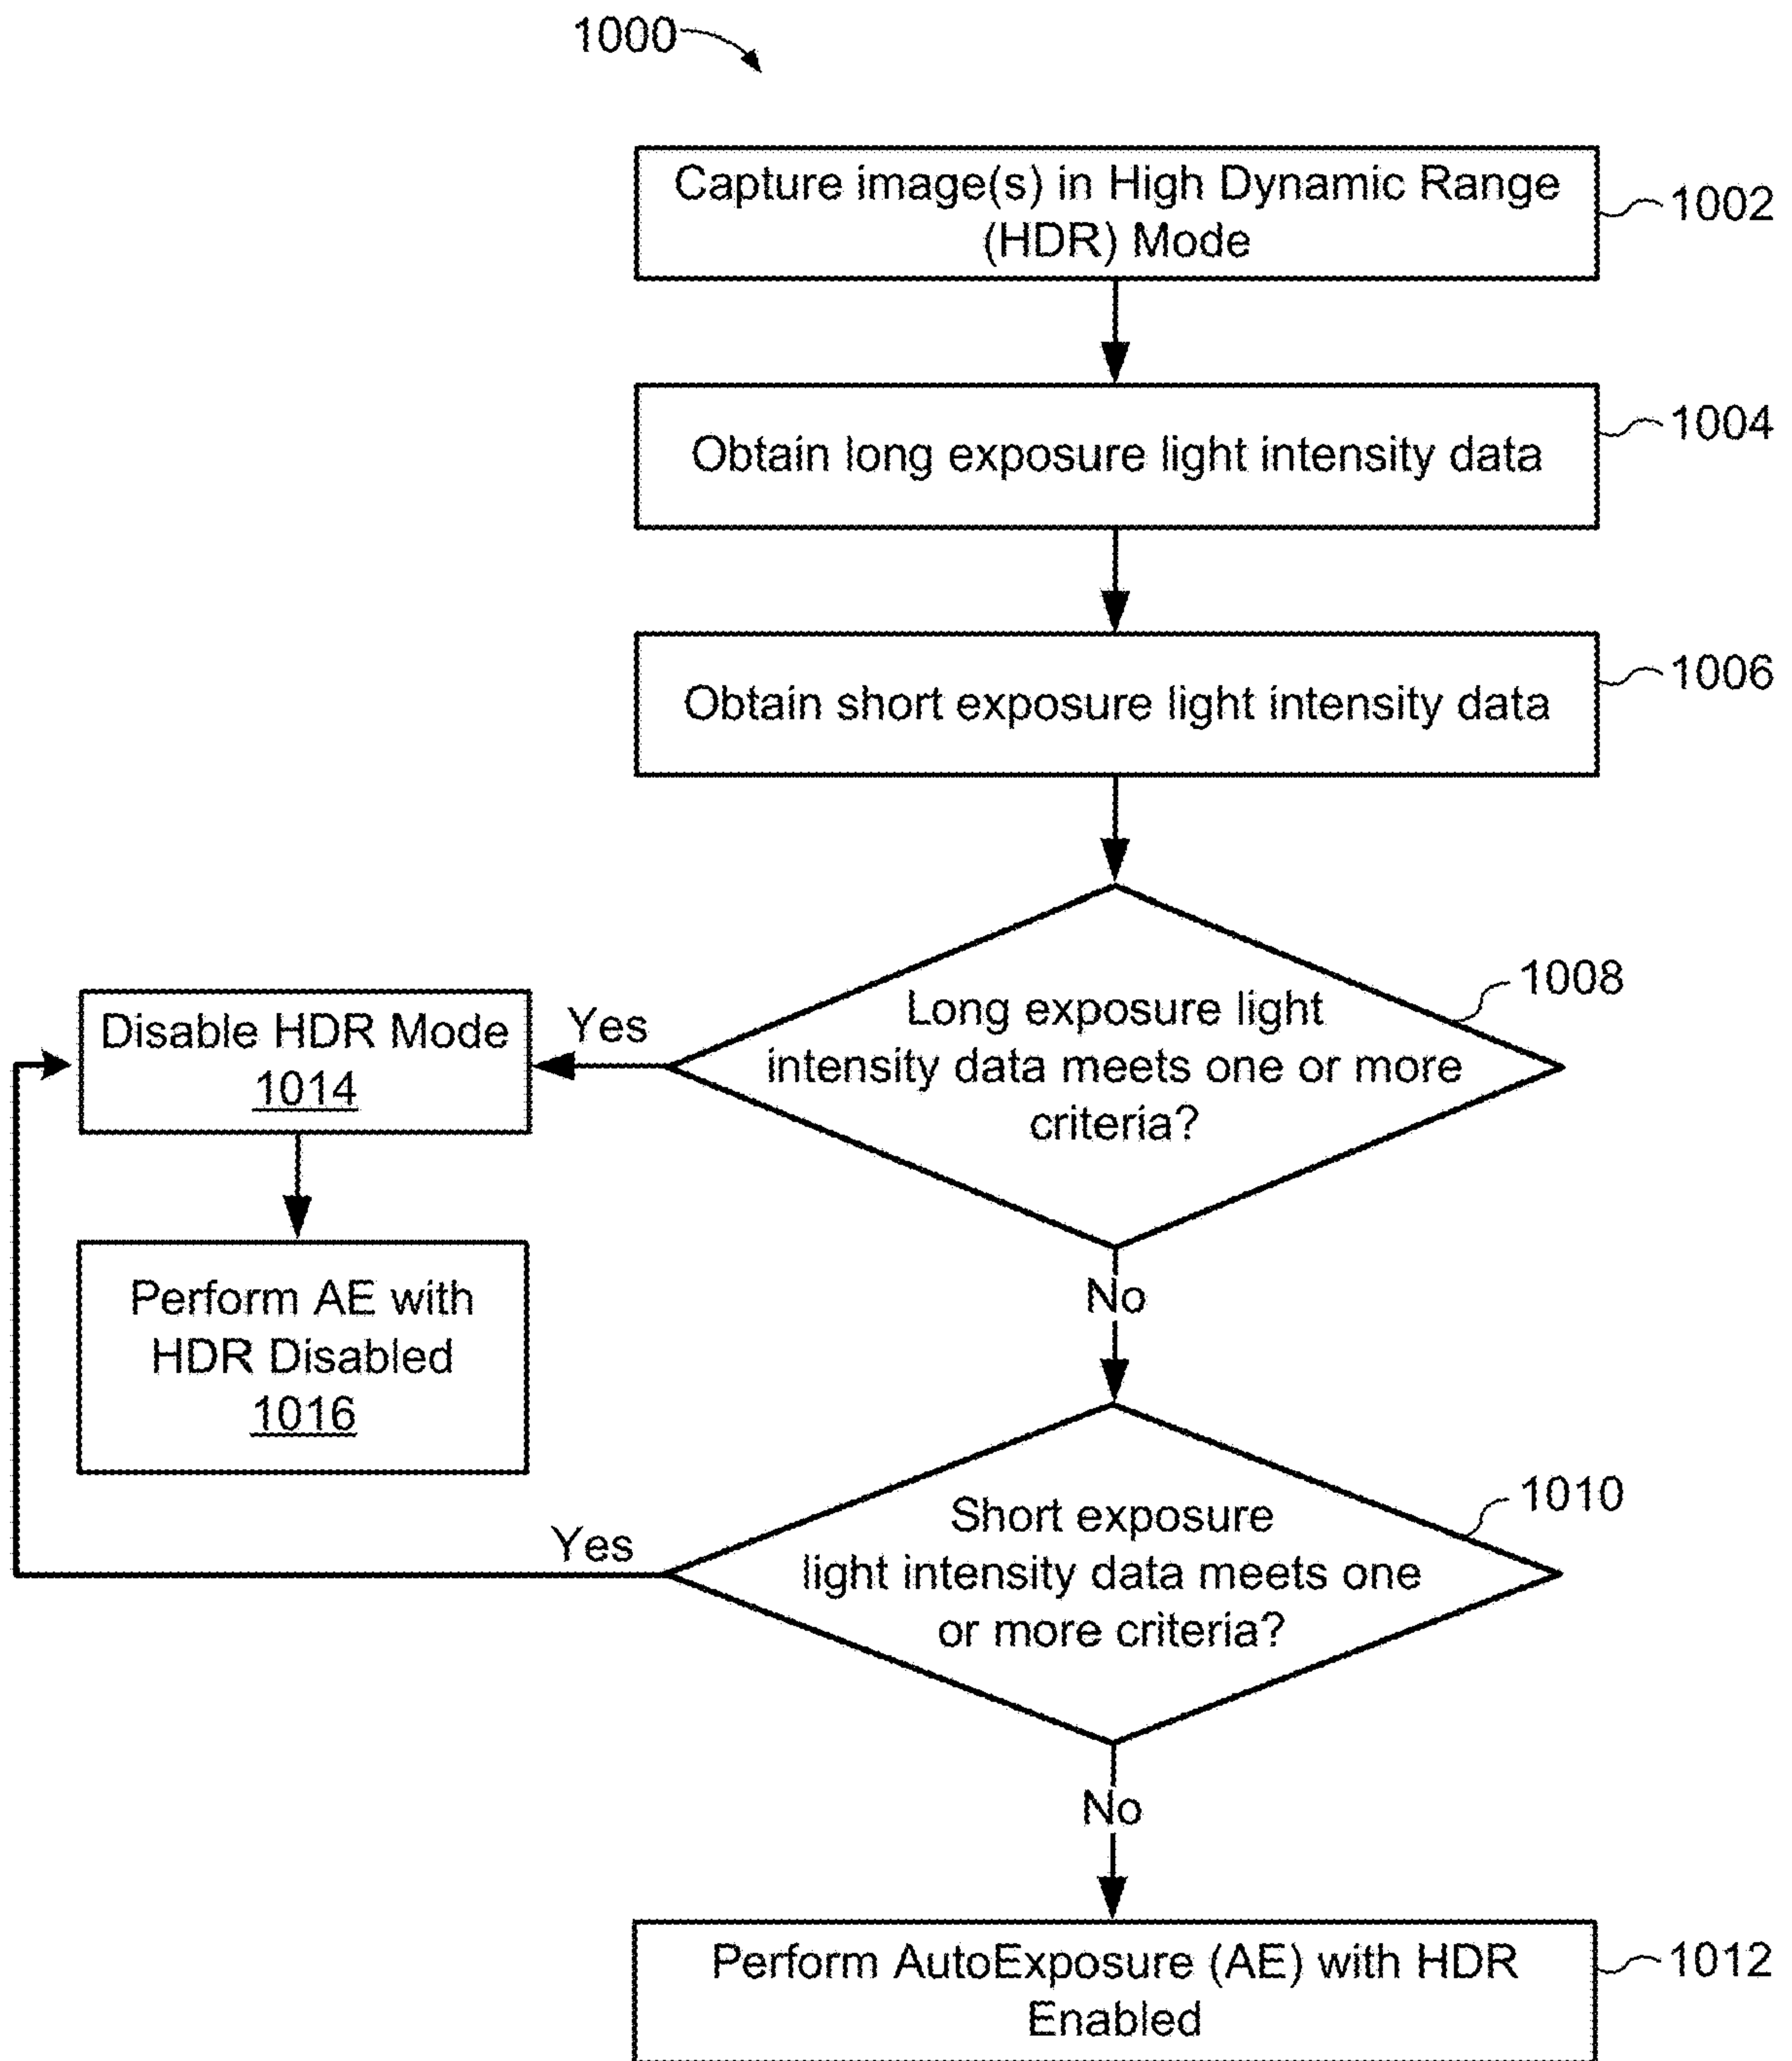 1000
Capture image(s) in High Dynamic Range
(HDR) Mode
1002
Obtain long exposure light intensity data
1004
Obtain short exposure light intensity data
1006
Long exposure light
intensity data meets one or more
criteria?
1008
Yes
Disable HDR Mode
1014
Perform AE with
HDR Disabled
1016
No
Short exposure
light intensity data meets one
or more criteria?
1010
Yes
No
Perform AutoExposure (AE) with HDR
Enabled
1012